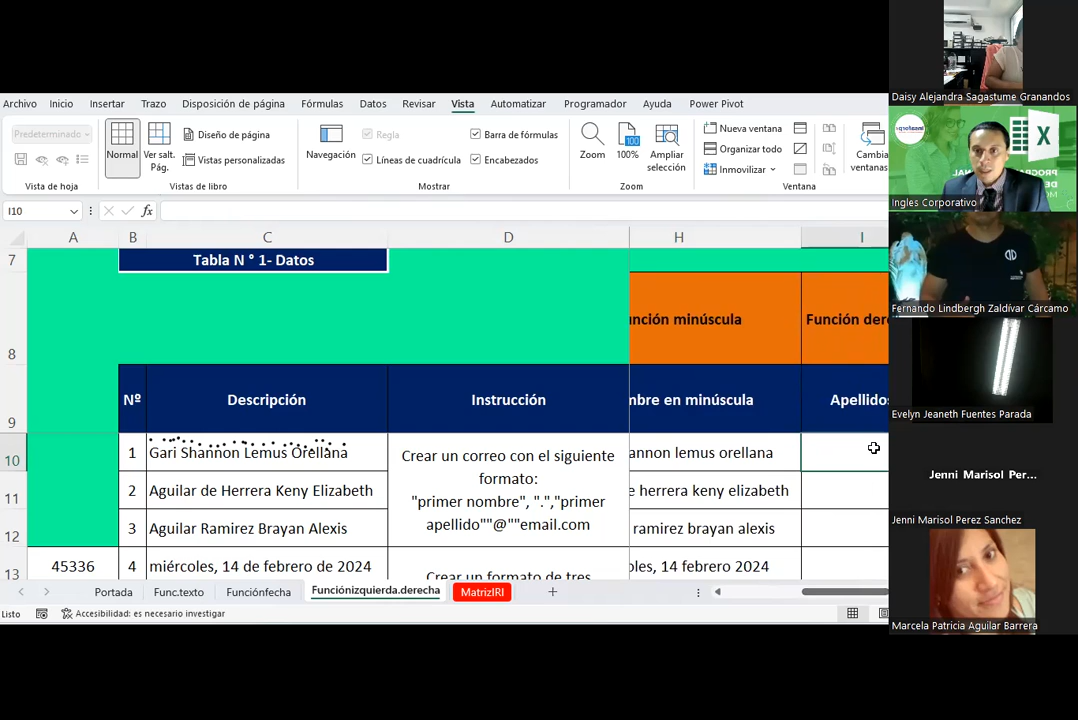 Archivo Inicio Insertar Trazo Disposición de página Fórmulas Datos Revisar Vista Automatizar Programador Ayuda Power Pivot
Predeterminado
Vista de hoja
Normal
Ver salt. Pág.
Diseño de página
Vistas personalizadas
Vistas de libro
Navegación
Regla
Barra de fórmulas
Líneas de cuadrícula
Encabezados
Mostrar
Zoom
100
100%
Ampliar selección
Zoom
Nueva ventana
Organizar todo
Inmovilizar
Cambia ventanas
Ventana
I10
fx
A B C D H I
7 Tabla N ° 1- Datos
8 unción minúscula Función dere
9 Nº Descripción Instrucción mbre en minúscula Apellidos
10 1 Gari Shannon Lemus Orellana annon lemus orellana
Crear un correo con el siguiente
formato:
11 2 Aguilar de Herrera Keny Elizabeth e herrera keny elizabeth
"primer nombre", ".","primer
apellido""@""email.com
12 3 Aguilar Ramirez Brayan Alexis ramirez brayan alexis
13 45336 4 miércoles, 14 de febrero de 2024 oles, 14 febrero de 2024
Crear un formato de tres
Portada Func.texto Funciónfecha Funciónizquierda.derecha MatrizIRI
Listo Accesibilidad: es necesario investigar
Daisy Alejandra Sagastume Granandos
X
Ingles Corporativo
Fernando Lindbergh Zaldívar Cárcamo
Evelyn Jeaneth Fuentes Parada
Jenni Marisol Per...
Jenni Marisol Perez Sanchez
Marcela Patricia Aguilar Barrera